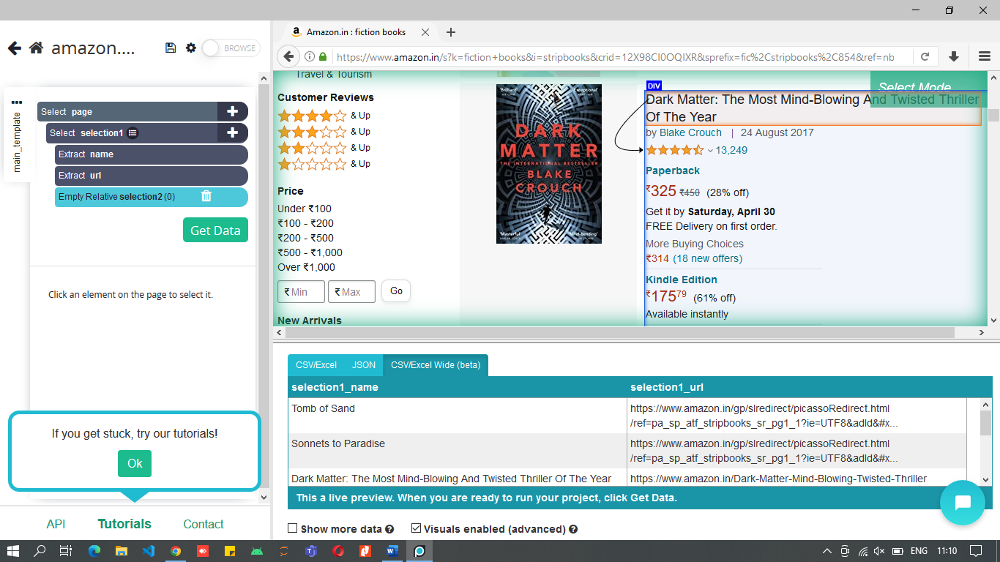 amazon....
BROWSE
main_template
Select page
Select selection1
Extract name
Extract url
Empty Relative selection2 (0)
Get Data
Click an element on the page to select it.
If you get stuck, try our tutorials!
Ok
API
Tutorials
Contact
Amazon.in : fiction books
https://www.amazon.in/s?k=fiction+books&i=stripbooks&crid=12X98CI0OQIXR&sprefix=fic%2Cstripbooks%2C854&ref=nb
Travel & Tourism
Customer Reviews
& Up
& Up
& Up
& Up
Price
Under ₹100
₹100 - ₹200
₹200 - ₹500
₹500 - ₹1,000
Over ₹1,000
₹ Min
₹ Max
Go
New Arrivals
DARK
MATTER
THE INTERNATIONAL BESTSELLER
BLAKE
CROUCH
DIV
Select Mode
Dark Matter: The Most Mind-Blowing And Twisted Thriller
Of The Year
by Blake Crouch | 24 August 2017
13,249
Paperback
₹325 ₹450 (28% off)
Get it by Saturday, April 30
FREE Delivery on first order.
More Buying Choices
₹314 (18 new offers)
Kindle Edition
₹17579 (61% off)
Available instantly
CSV/Excel
JSON
CSV/Excel Wide (beta)
selection1_name
selection1_url
Tomb of Sand
https://www.amazon.in/gp/slredirect/picassoRedirect.html
/ref=pa_sp_atf_stripbooks_sr_pg1_1?ie=UTF8&adId&#x...
Sonnets to Paradise
https://www.amazon.in/gp/slredirect/picassoRedirect.html
/ref=pa_sp_atf_stripbooks_sr_pg1_1?ie=UTF8&adId&#x...
Dark Matter: The Most Mind-Blowing And Twisted Thriller Of The Year
https://www.amazon.in/Dark-Matter-Mind-Blowing-Twisted-Thriller
This a live preview. When you are ready to run your project, click Get Data.
Show more data
Visuals enabled (advanced)
ENG
11:10